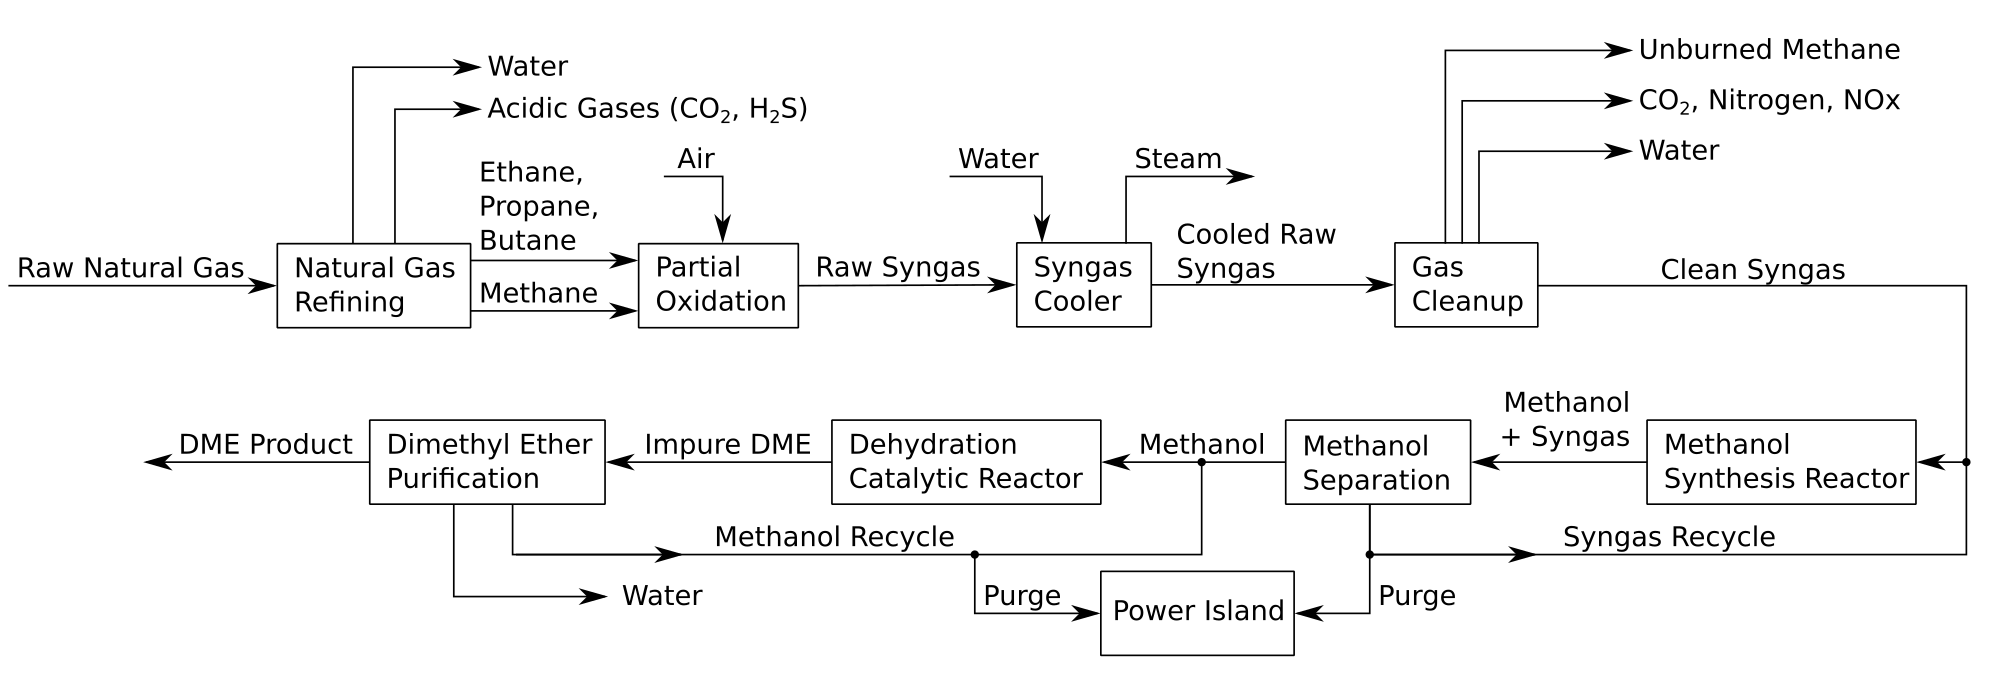 Water
Acidic Gases (CO₂, H₂S)
Unburned Methane
CO₂, Nitrogen, NOx
Water
Ethane,
Propane,
Butane
Air
Water
Steam
Raw Natural Gas
Natural Gas
Refining
Methane
Partial
Oxidation
Raw Syngas
Syngas
Cooler
Cooled Raw
Syngas
Gas
Cleanup
Clean Syngas
Methanol
+ Syngas
DME Product
Dimethyl Ether
Purification
Impure DME
Dehydration
Catalytic Reactor
Methanol
Methanol
Separation
Methanol
Synthesis Reactor
Methanol Recycle
Syngas Recycle
Water
Purge
Power Island
Purge